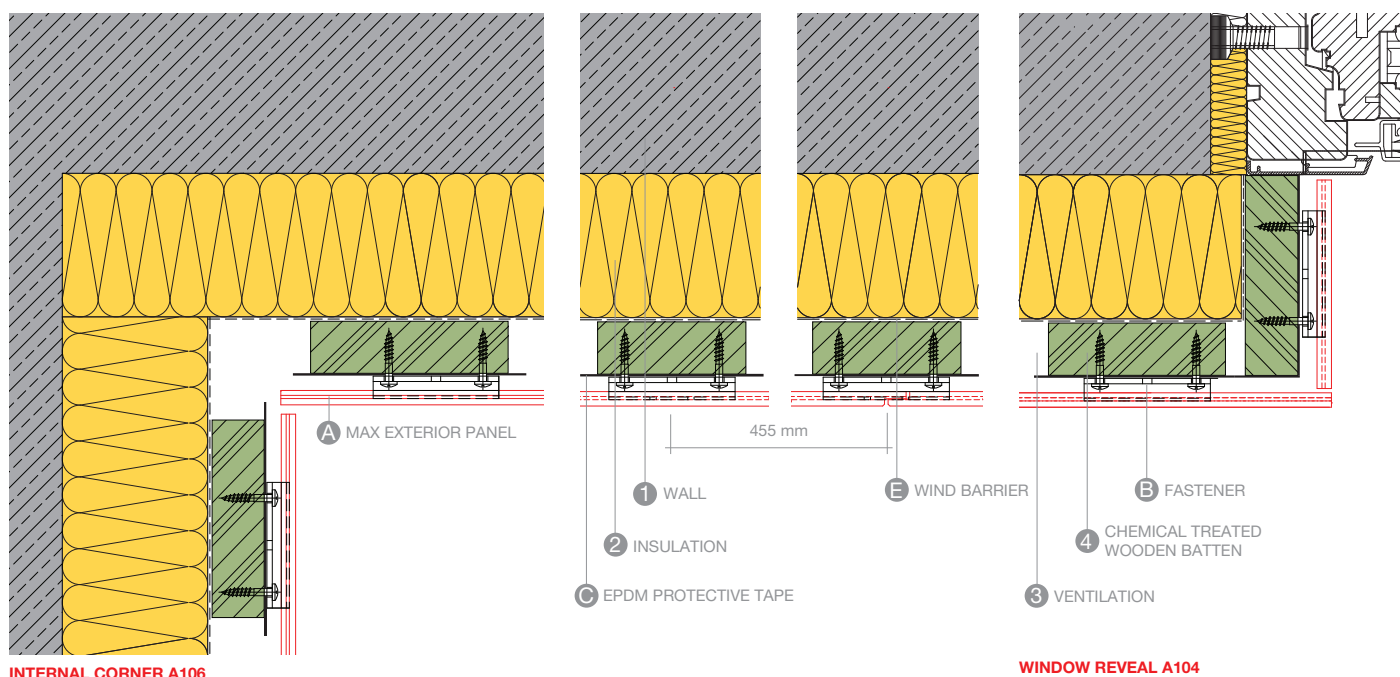 A MAX EXTERIOR PANEL
455 mm
1 WALL
E WIND BARRIER
B FASTENER
2 INSULATION
4 CHEMICAL TREATED
WOODEN BATTEN
C EPDM PROTECTIVE TAPE
3 VENTILATION
INTERNAL CORNER A106
WINDOW REVEAL A104